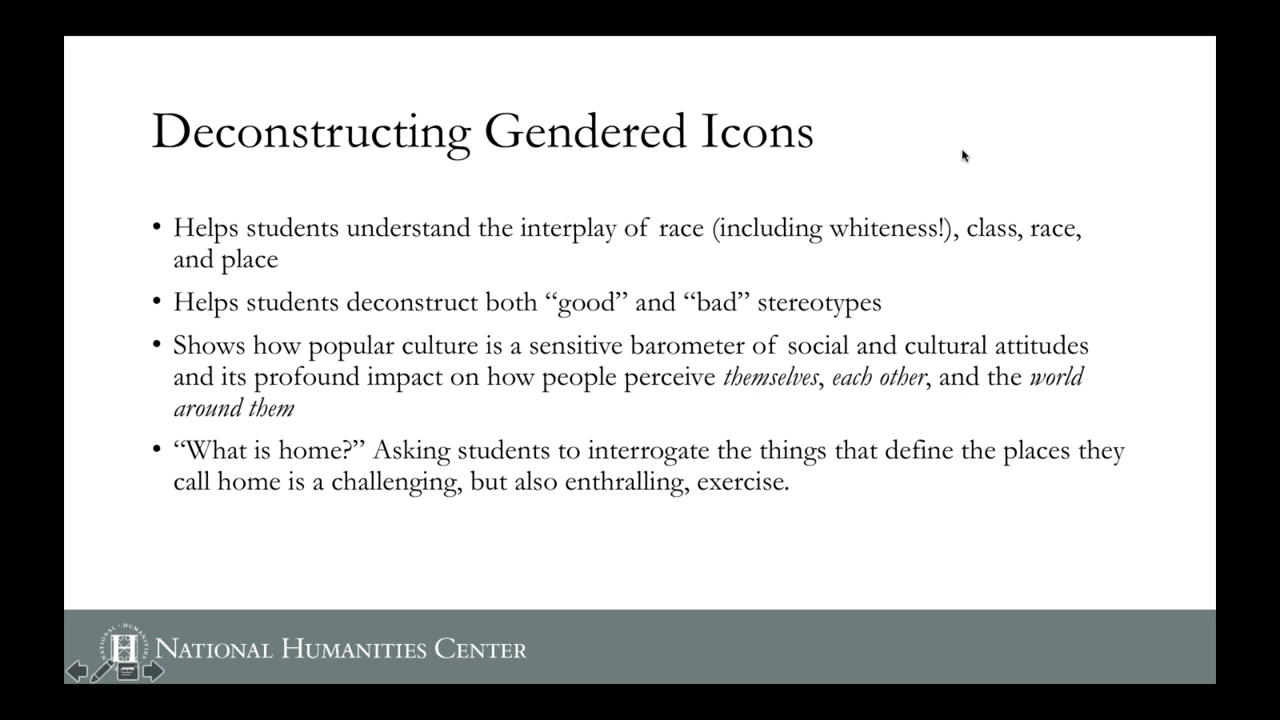 Deconstructing Gendered Icons
• Helps students understand the interplay of race (including whiteness!), class, race,
and place
• Helps students deconstruct both “good” and “bad” stereotypes
• Shows how popular culture is a sensitive barometer of social and cultural attitudes
and its profound impact on how people perceive themselves, each other, and the world
around them
• “What is home?” Asking students to interrogate the things that define the places they
call home is a challenging, but also enthralling, exercise.
NATIONAL HUMANITIES
H
NATIONAL HUMANITIES CENTER